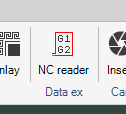 G1
G2
nlay
NC reader
Inse
Data ex
Ca